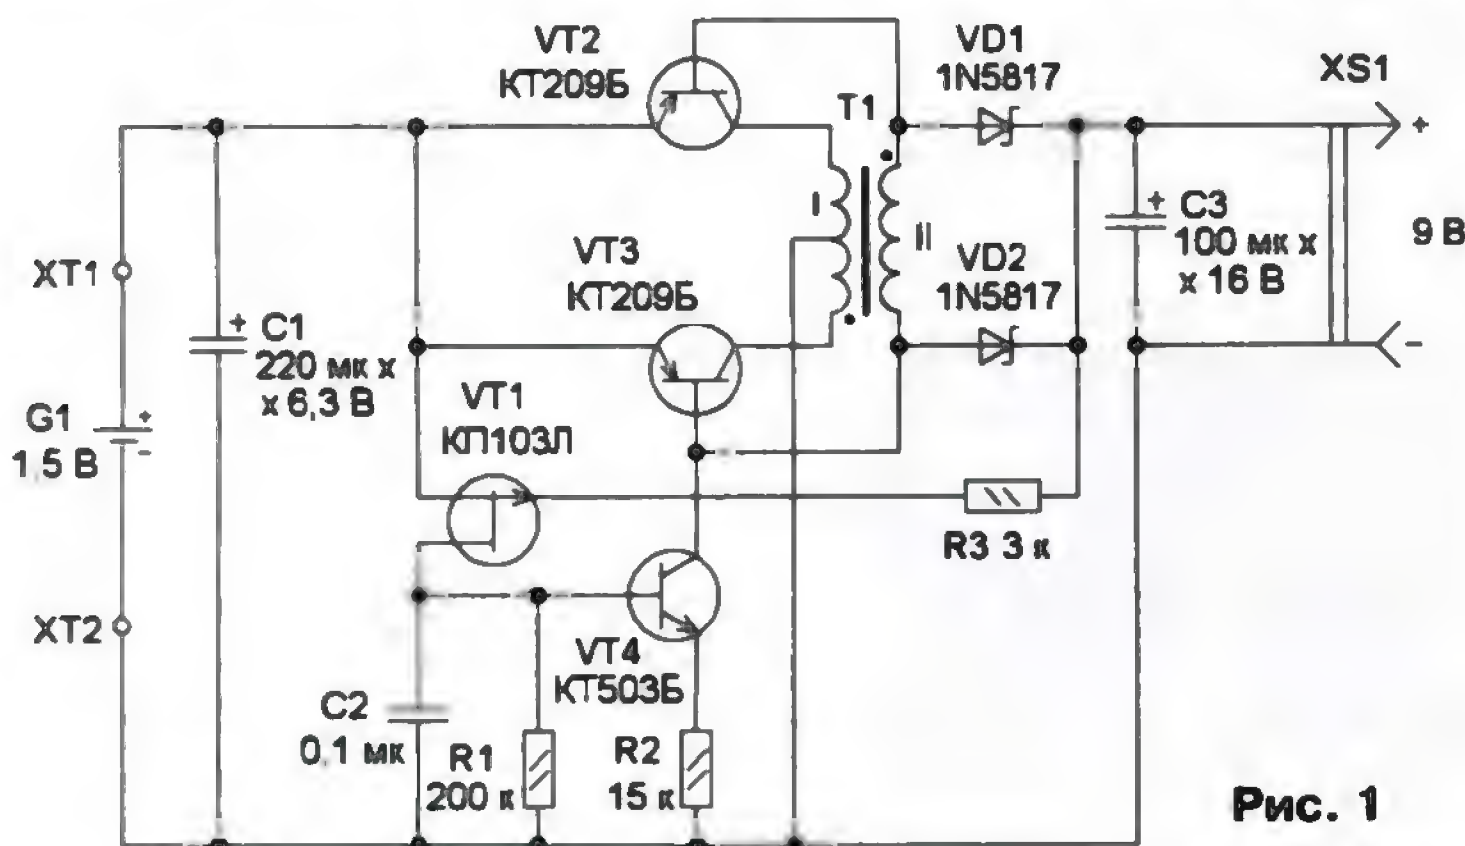 VT2
КТ209Б
VD1
1N5817
XS1
T1
+
I
II
+
C3
100 мк х
х 16 В
9 В
VT3
КТ209Б
VD2
1N5817
XT1
+
C1
220 мк х
х 6,3 В
-
VT1
КП103Л
G1
+
1,5 В
-
R3 3 к
XT2
VT4
КТ503Б
C2
0,1 мк
R1
200 к
R2
15 к
Рис. 1